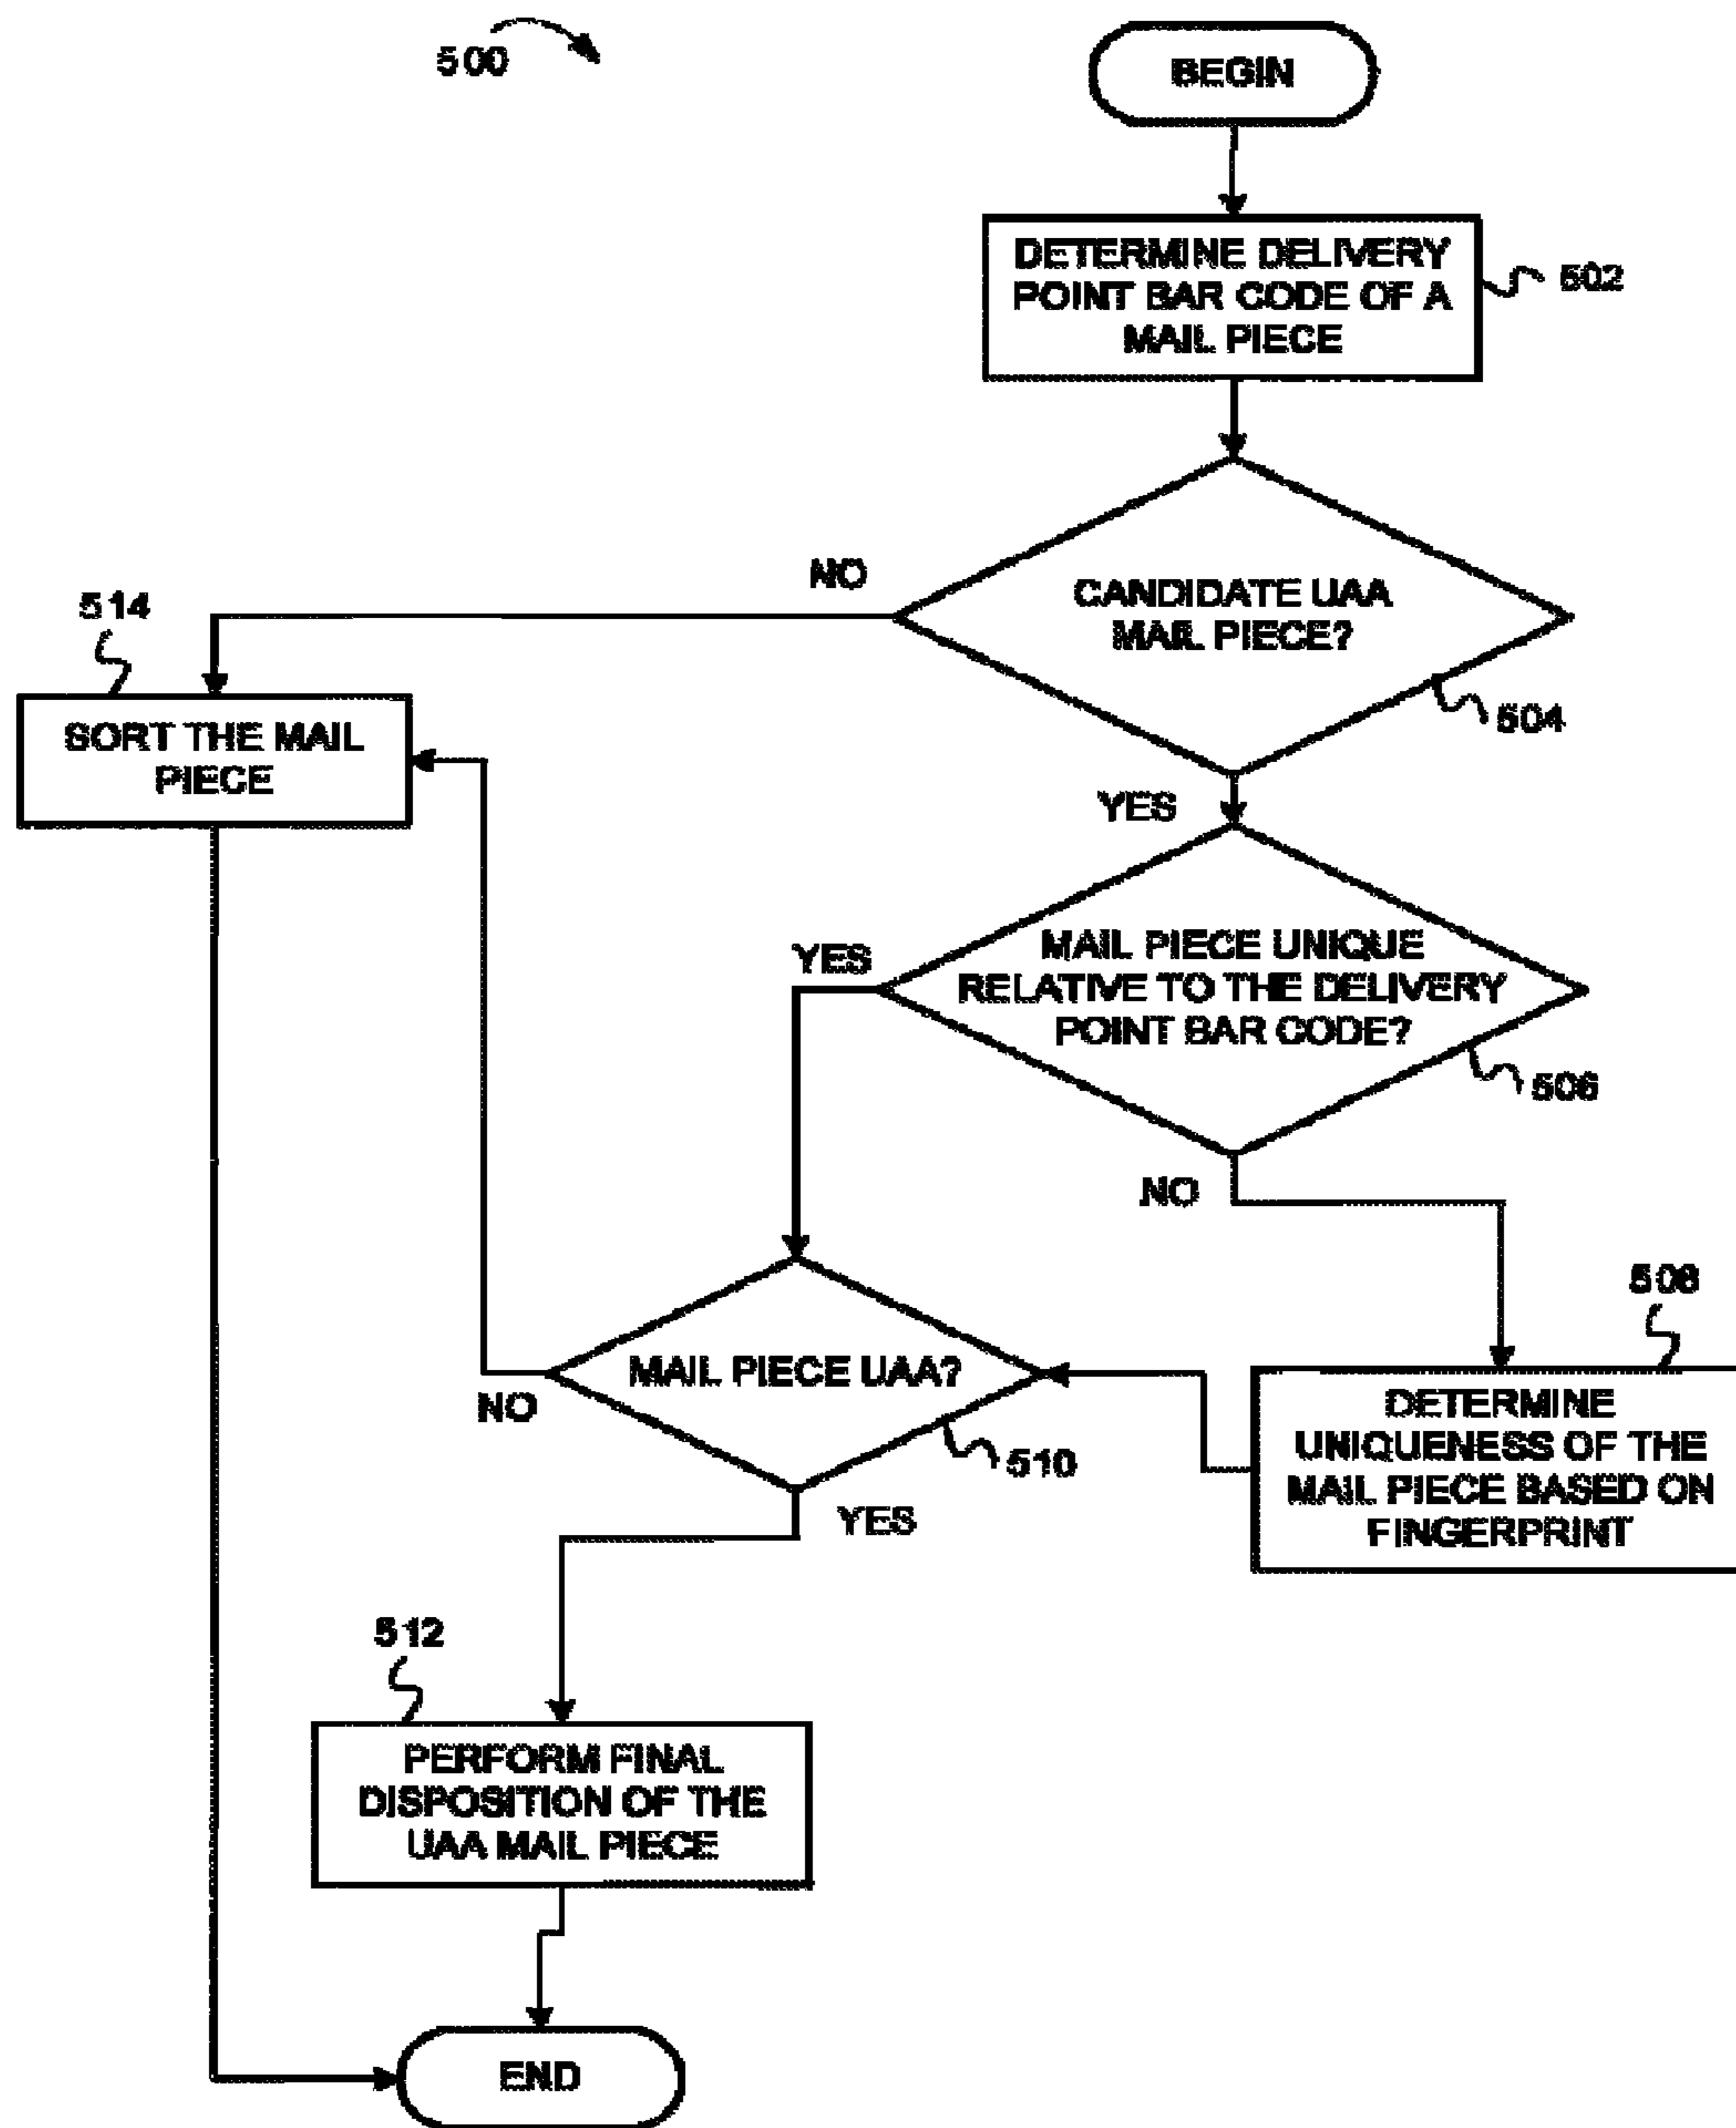 500
BEGIN
DETERMINE DELIVERY
POINT BAR CODE OF A
MAIL PIECE
502
CANDIDATE UAA
MAIL PIECE?
504
NO
YES
514
SORT THE MAIL
PIECE
MAIL PIECE UNIQUE
RELATIVE TO THE DELIVERY
POINT BAR CODE?
506
YES
NO
508
DETERMINE
UNIQUENESS OF THE
MAIL PIECE BASED ON
FINGERPRINT
MAIL PIECE UAA?
510
NO
YES
512
PERFORM FINAL
DISPOSITION OF THE
UAA MAIL PIECE
END